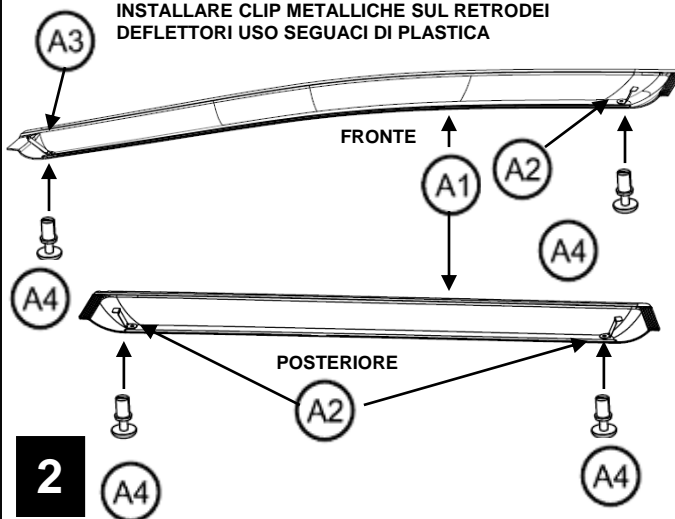 INSTALLARE CLIP METALLICHE SUL RETRODEI
DEFLETTORI USO SEGUACI DI PLASTICA
A3
FRONTE
A1
A2
A4
A4
POSTERIORE
A2
2
A4
A4